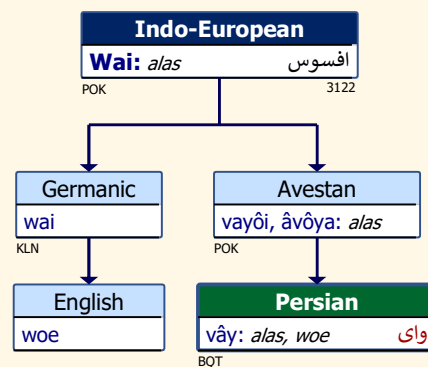 Indo-European
Wai: alas افسوس
POK 3122
Germanic Avestan
wai vayôi, âvôya: alas
KLN POK
English Persian
woe vây: alas, woe وای
BQT